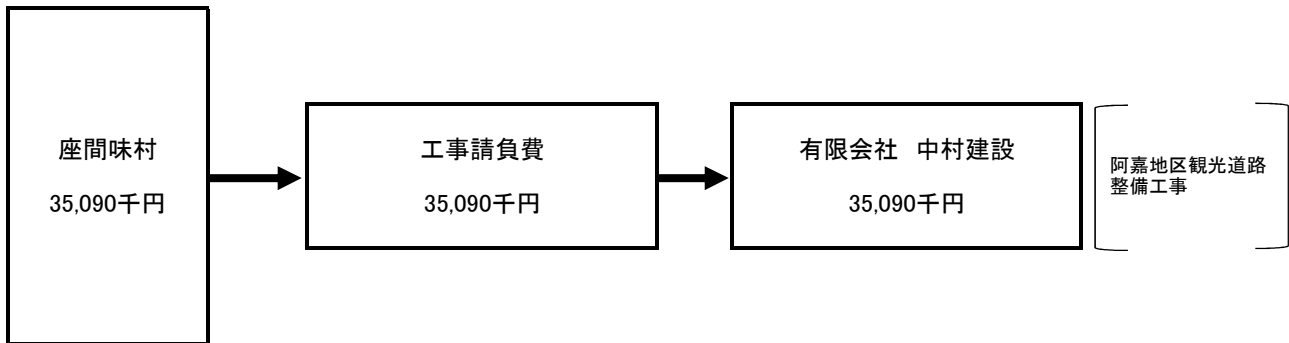 座間味村
35,090千円
工事請負費
35,090千円
有限会社　中村建設
35,090千円
阿嘉地区観光道路
整備工事